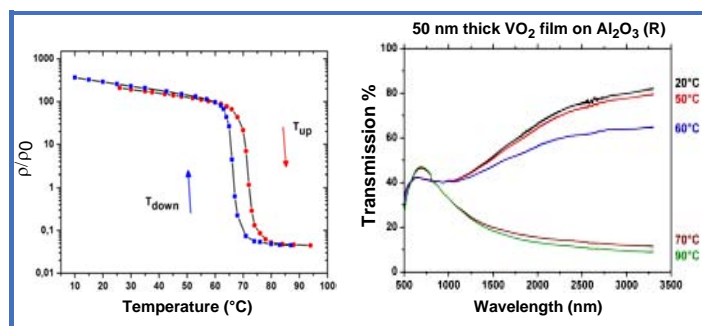 50 nm thick VO2 film on Al2O3 (R)
1000
100
10
1
0,1
0,01
ρ/ρ0
Tup
Tdown
10 20 30 40 50 60 70 80 90 100
Temperature (°C)
100
80
60
40
20
0
Transmission %
20°C
50°C
60°C
70°C
90°C
500 1000 1500 2000 2500 3000 3500
Wavelength (nm)